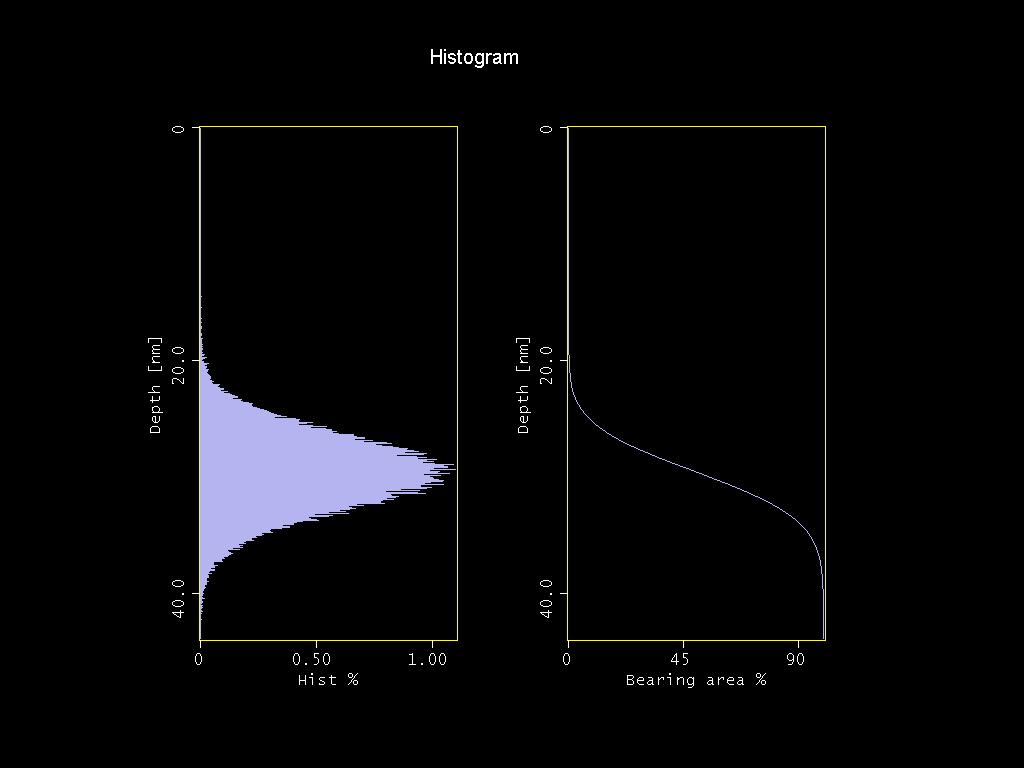 Histogram
0
20.0
40.0
Depth [nm]
0 0.50 1.00
Hist %
0
20.0
40.0
Depth [nm]
0 45 90
Bearing area %